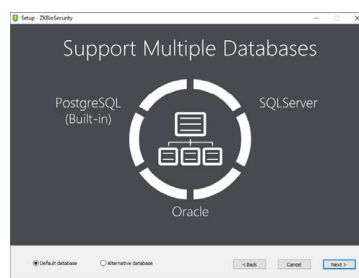 Setup - ZKBioSecurity
Support Multiple Databases
PostgreSQL
(Built-in)
SQLServer
Oracle
Default database
Alternative database
< Back
Cancel
Next >